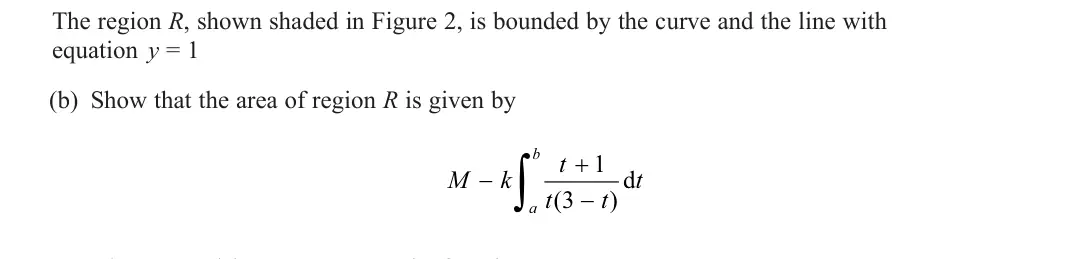 The region R, shown shaded in Figure 2, is bounded by the curve and the line with
equation y = 1
(b) Show that the area of region R is given by
M − k ∫_a^b (t + 1)/(t(3 − t)) dt